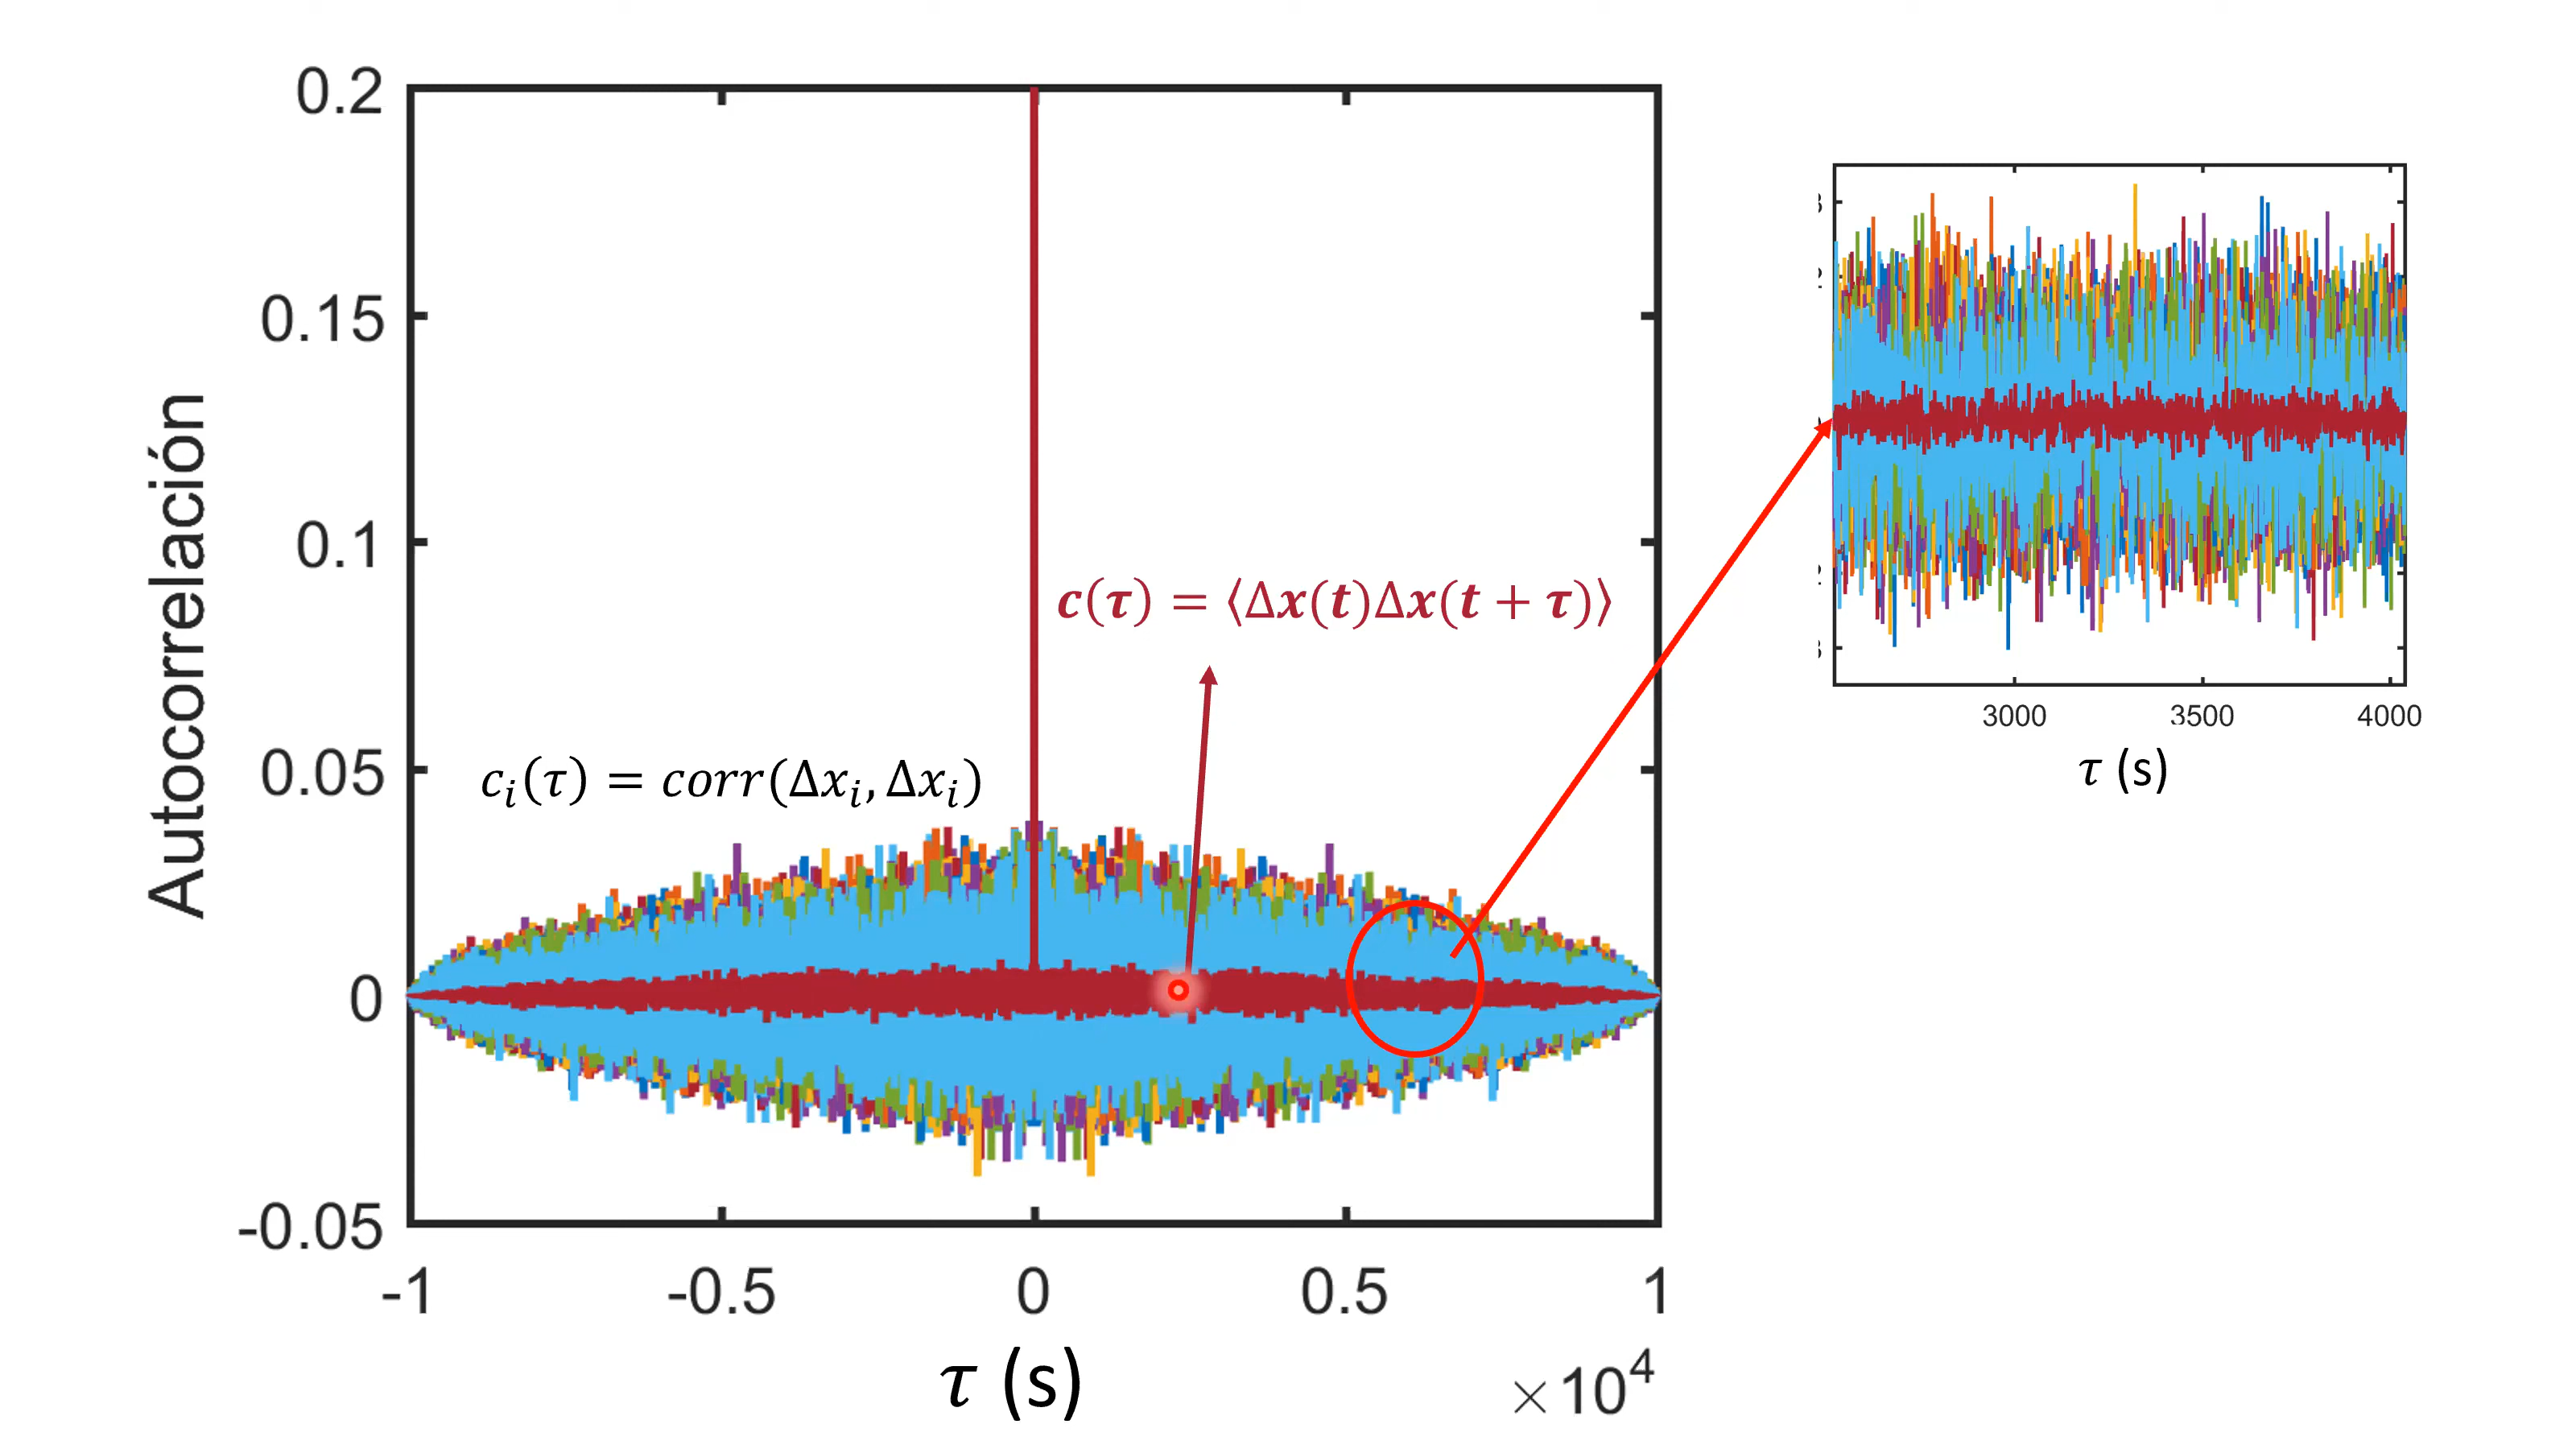 0.2
0.15
0.1
0.05
0
-0.05
Autocorrelación
c(τ) = ⟨Δx(t)Δx(t + τ)⟩
cᵢ(τ) = corr(Δxᵢ, Δxᵢ)
-1 -0.5 0 0.5 1
τ (s)
×10⁴
3000 3500 4000
τ (s)